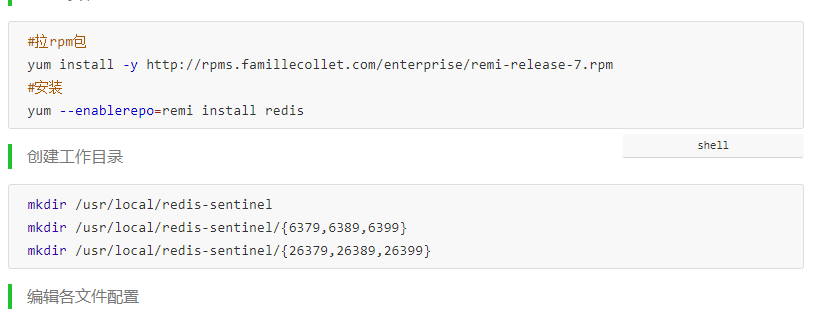 #拉rpm包
yum install -y http://rpms.famillecollet.com/enterprise/remi-release-7.rpm
#安装
yum --enablerepo=remi install redis
shell
创建工作目录
mkdir /usr/local/redis-sentinel
mkdir /usr/local/redis-sentinel/{6379,6389,6399}
mkdir /usr/local/redis-sentinel/{26379,26389,26399}
编辑各文件配置